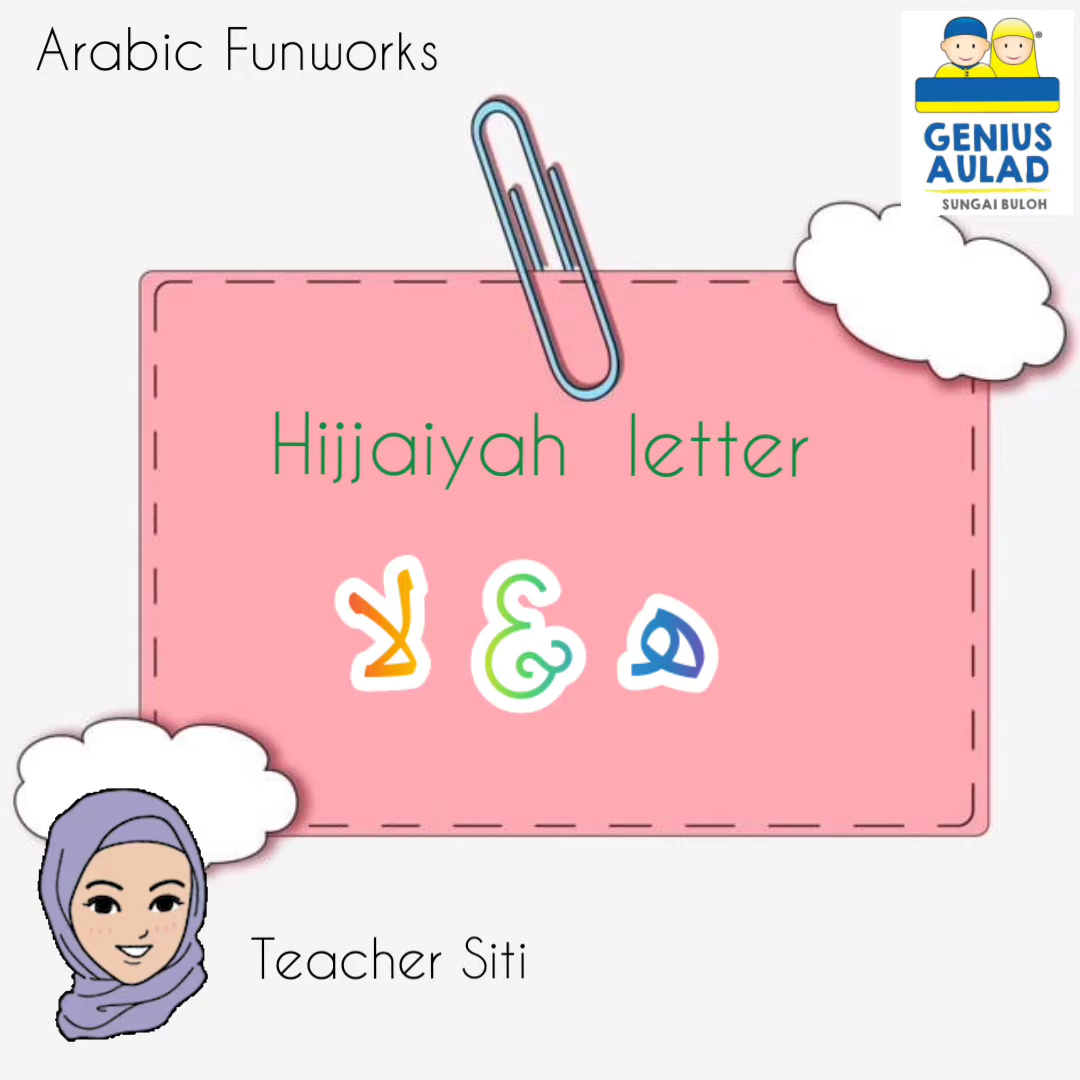 Arabic Funworks
GENIUS
AULAD
SUNGAI BULOH
Hijjaiyah letter
ه ع لا
Teacher Siti